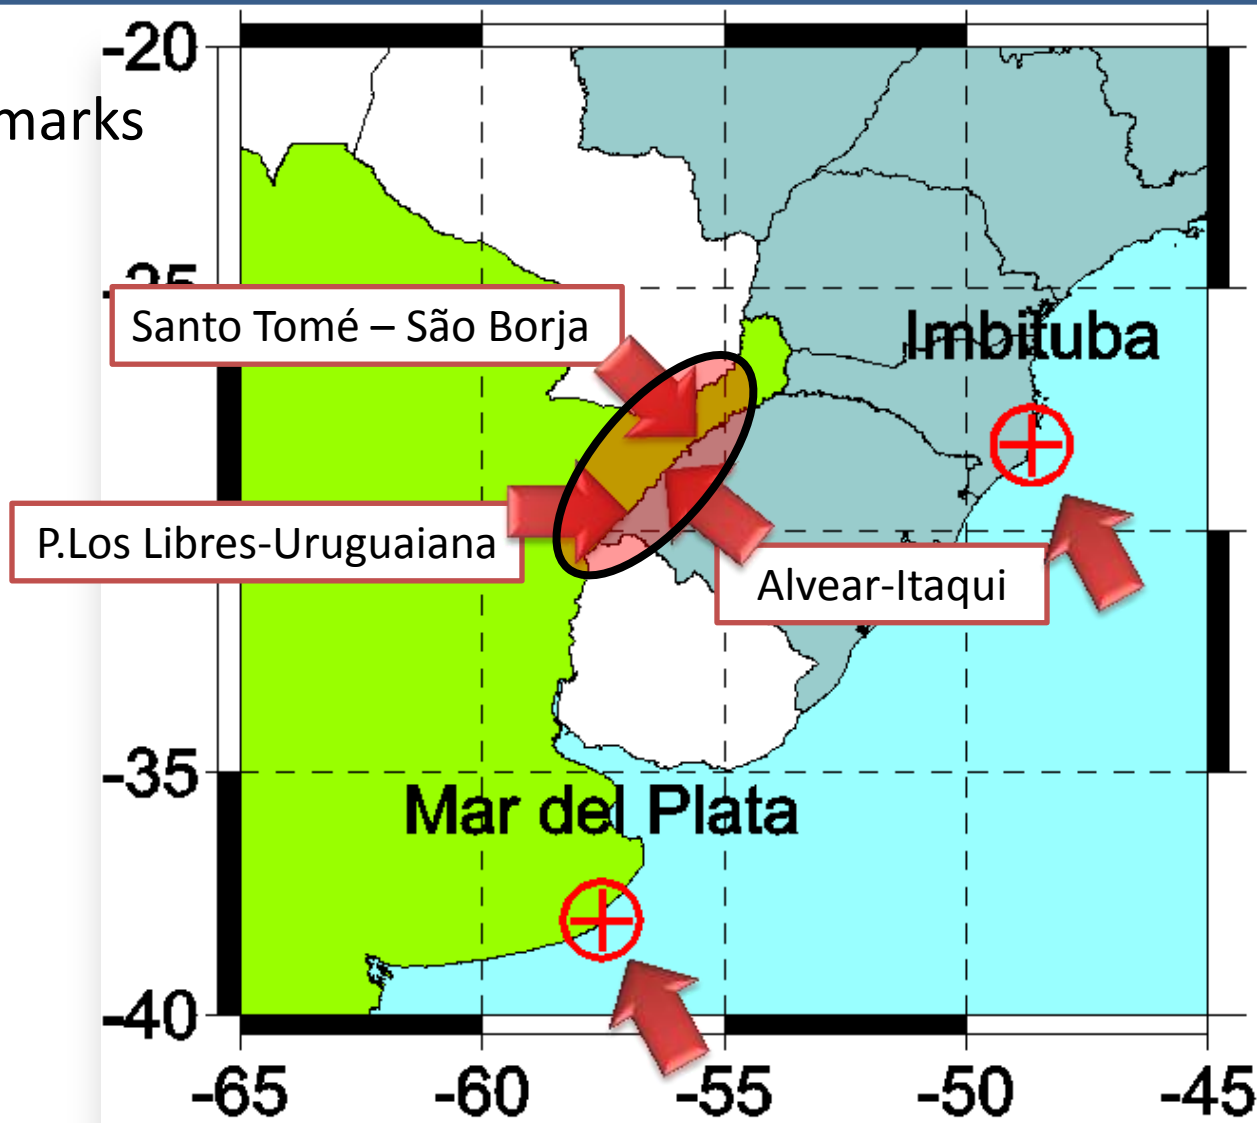 -20
marks
-25
Santo Tomé – São Borja
Imbituba
P.Los Libres-Uruguaiana
Alvear-Itaqui
-35
Mar del Plata
-40
-65 -60 -55 -50 -45